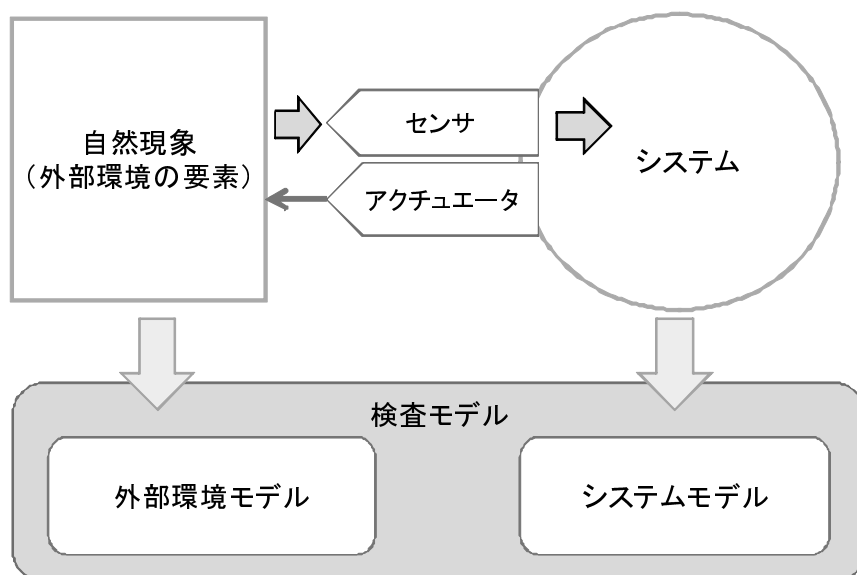 自然現象
（外部環境の要素）
センサ
アクチュエータ
システム
検査モデル
外部環境モデル
システムモデル